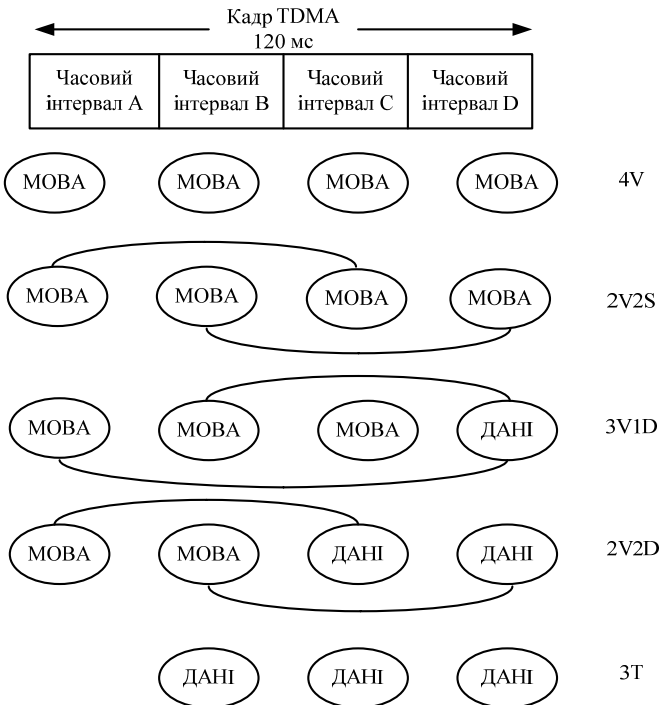 Кадр TDMA
120 мс
Часовий інтервал A
Часовий інтервал B
Часовий інтервал C
Часовий інтервал D
МОВА МОВА МОВА МОВА 4V
МОВА МОВА МОВА МОВА 2V2S
МОВА МОВА МОВА ДАНІ 3V1D
МОВА МОВА ДАНІ ДАНІ 2V2D
ДАНІ ДАНІ ДАНІ 3T